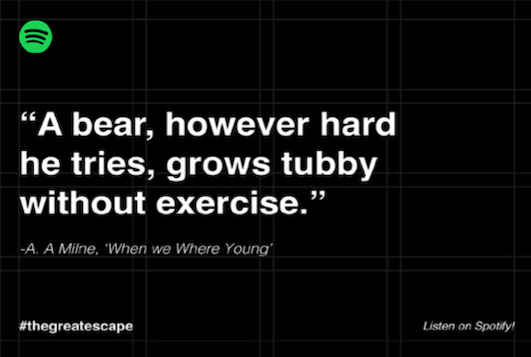 “A bear, however hard
he tries, grows tubby
without exercise.”
-A. A Milne, ‘When we Where Young’
#thegreatescape
Listen on Spotify!